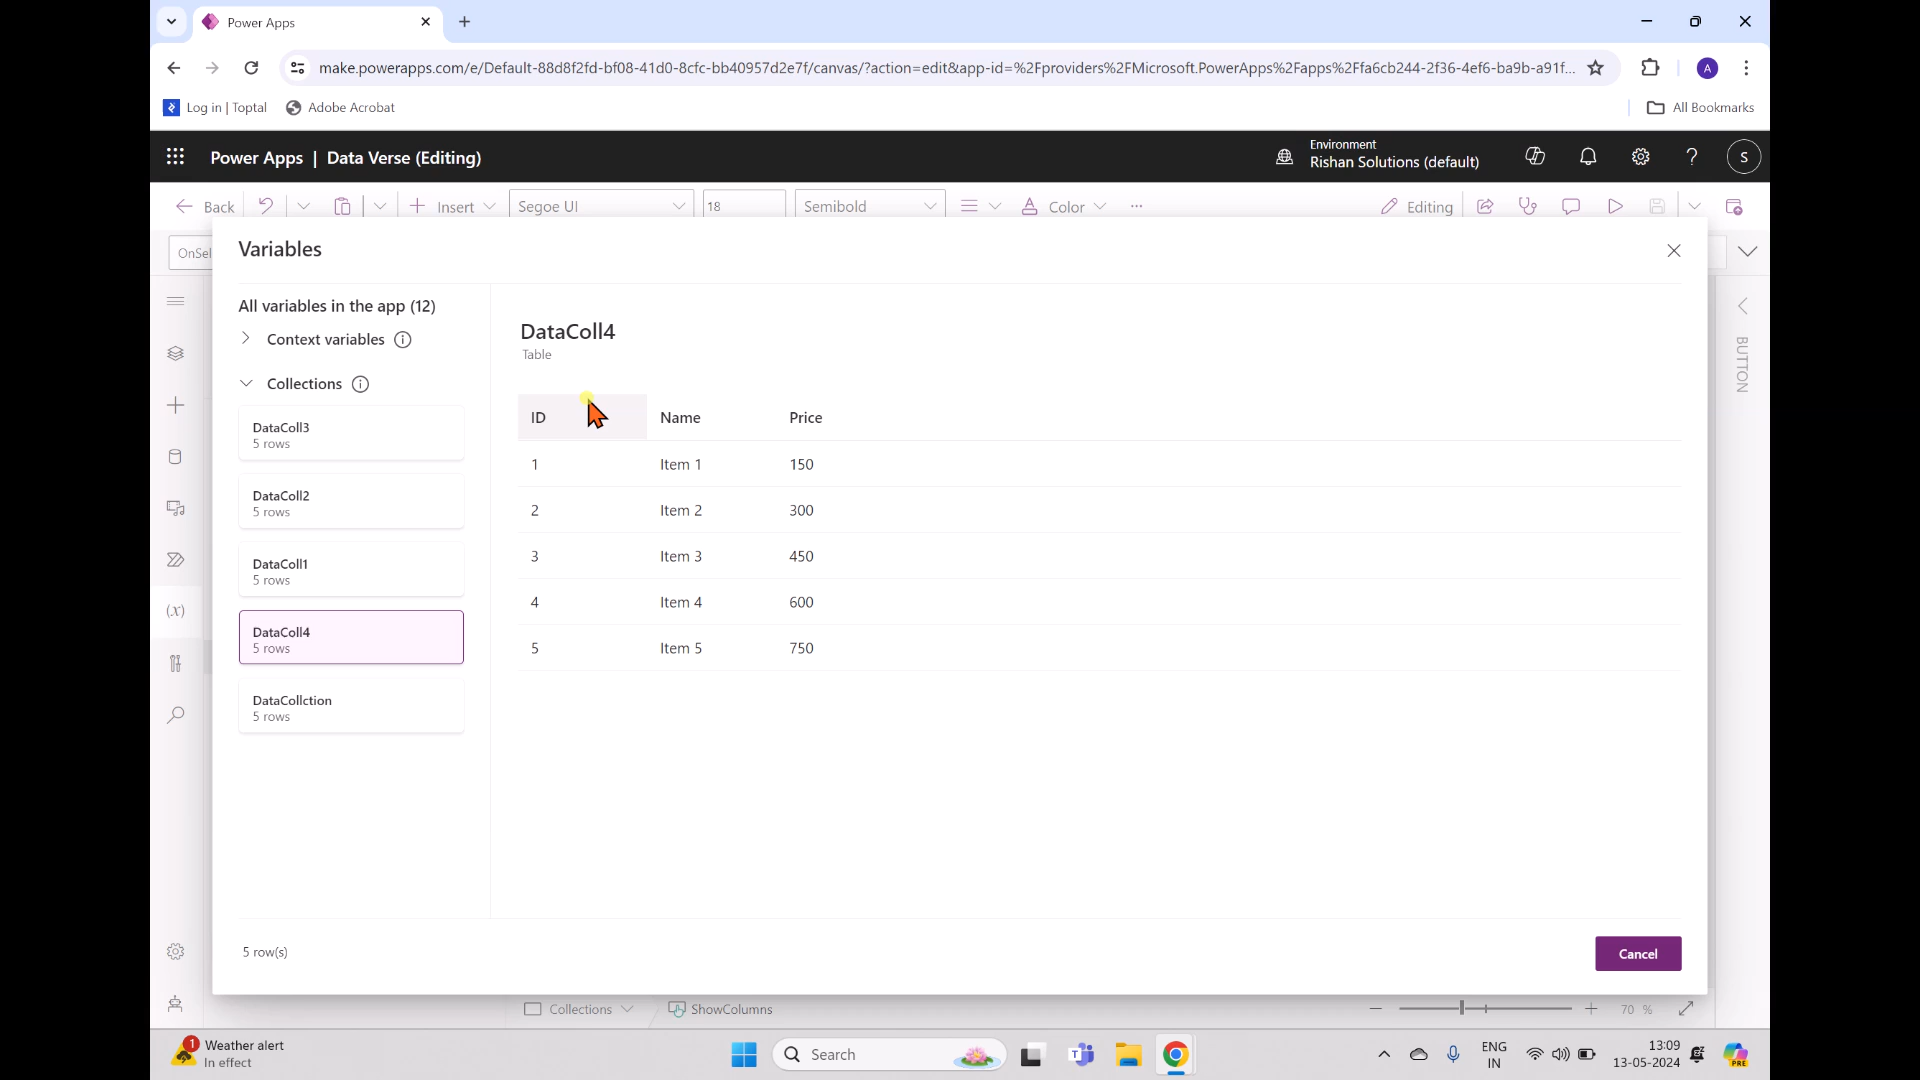 Power Apps
make.powerapps.com/e/Default-88d8f2fd-bf08-41d0-8cfc-bb40957d2e7f/canvas/?action=edit&app-id=%2Fproviders%2FMicrosoft.PowerApps%2Fapps%2Ffa6cb244-2f36-4ef6-ba9b-a91f...
A
Log in | Toptal
Adobe Acrobat
All Bookmarks
Power Apps | Data Verse (Editing)
Environment
Rishan Solutions (default)
S
Back
Insert
Segoe UI
18
Semibold
Color
Editing
OnSel
Variables
All variables in the app (12)
Context variables
Collections
DataColl3
5 rows
DataColl2
5 rows
DataColl1
5 rows
DataColl4
5 rows
DataCollction
5 rows
DataColl4
Table
ID Name Price
1 Item 1 150
2 Item 2 300
3 Item 3 450
4 Item 4 600
5 Item 5 750
BUTTON
5 row(s)
Cancel
Collections
ShowColumns
70 %
1
Weather alert
In effect
Search
ENG
IN
13:09
13-05-2024
PRE